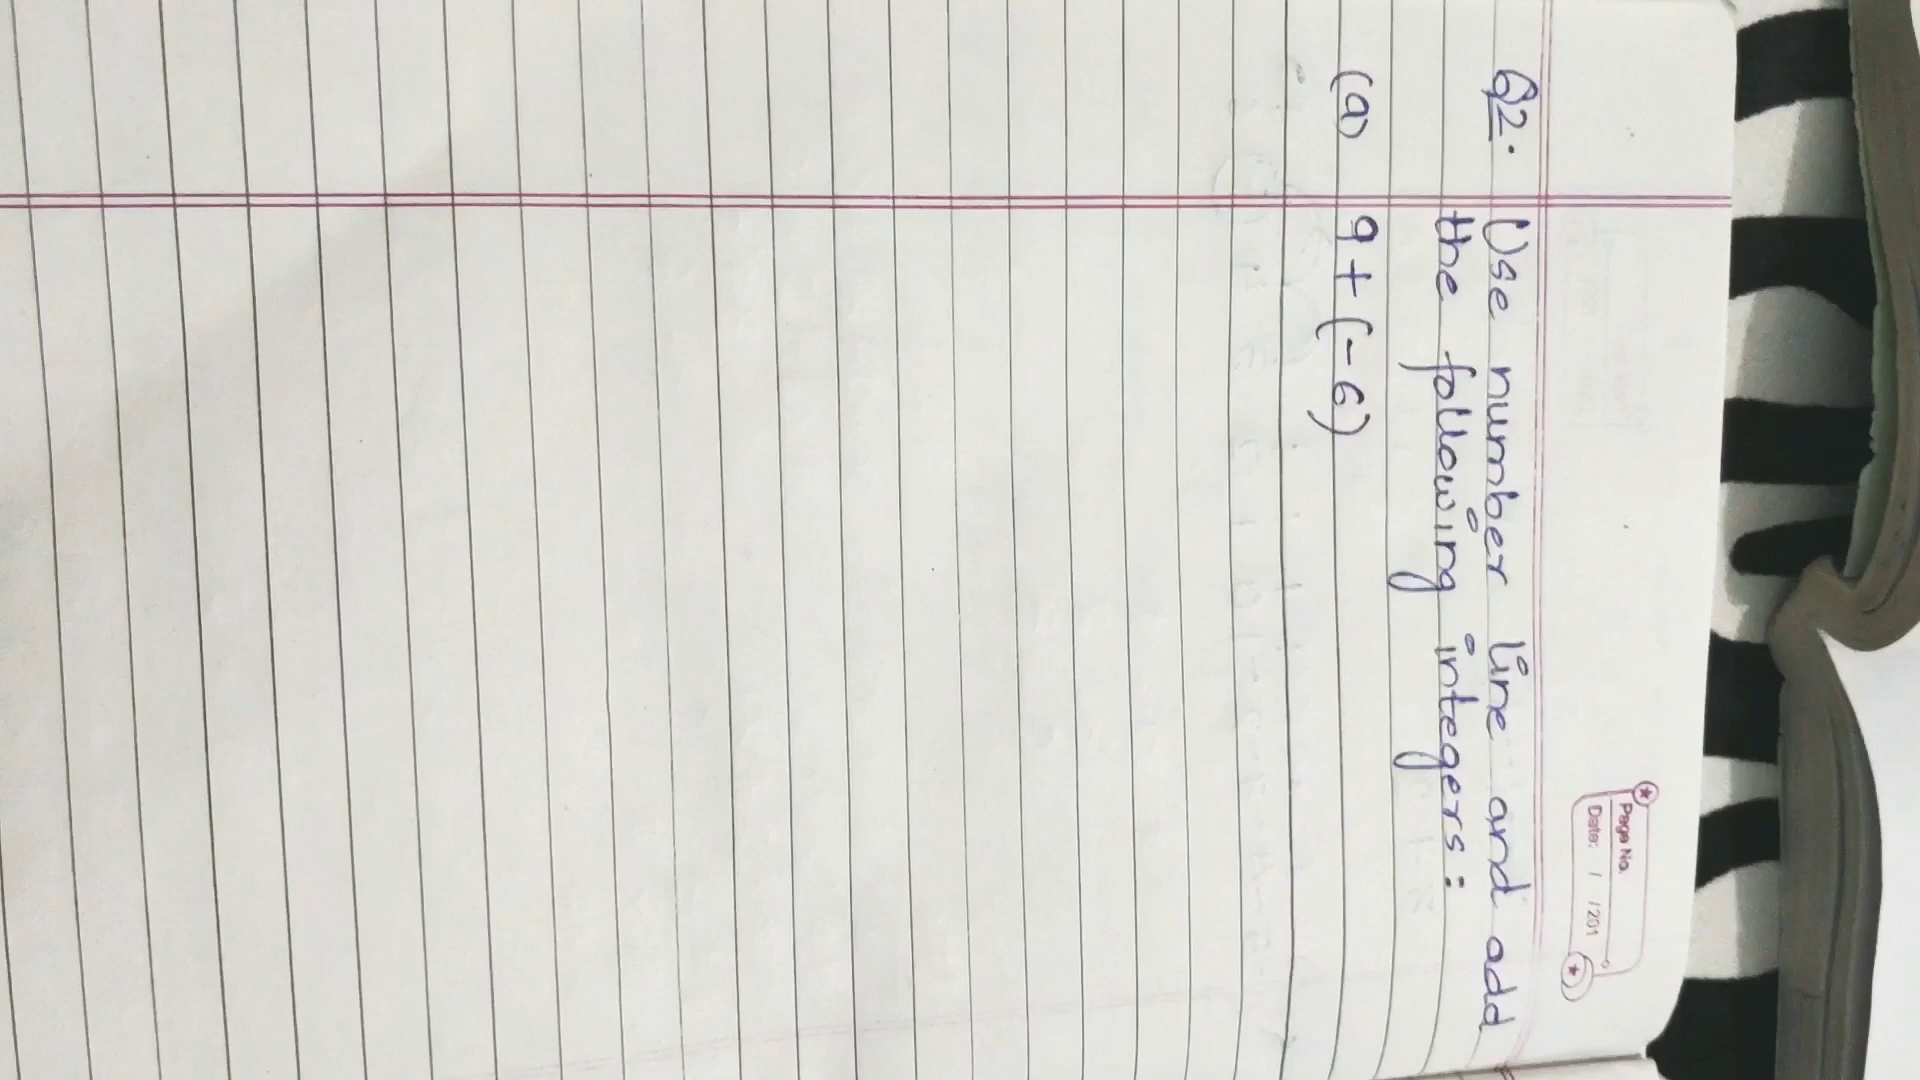 Page No.
Date: / /201
Q2. Use number line and add
the following integers:
(a) 9+(-6)